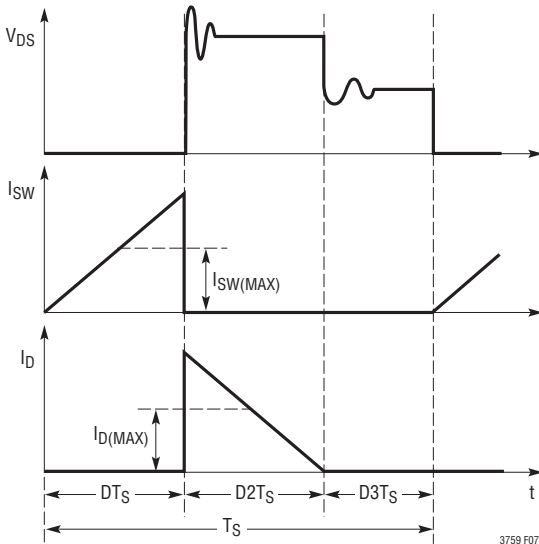 VDS
ISW
ISW(MAX)
ID
ID(MAX)
DTS
D2TS
D3TS
t
TS
3759 F07